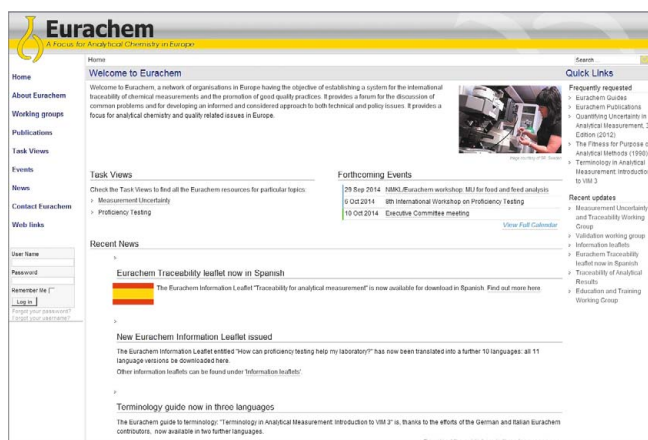 Eurachem
A Focus for Analytical Chemistry in Europe
Home
Search...
Home
About Eurachem
Working groups
Publications
Task Views
Events
News
Contact Eurachem
Web links
User Name
Password
Remember Me
Log in
Forgot your password?
Forgot your username?
Welcome to Eurachem
Welcome to Eurachem, a network of organisations in Europe having the objective of establishing a system for the international
traceability of chemical measurements and the promotion of good quality practices. It provides a forum for the discussion of
common problems and for developing an informed and considered approach to both technical and policy issues. It provides a
focus for analytical chemistry and quality related issues in Europe.
Task Views
Check the Task Views to find all the Eurachem resources for particular topics
> Measurement Uncertainty
> Proficiency Testing
Forthcoming Events
29 Sep 2014 NMKL/Eurachem workshop: MU for food and feed analysis
6 Oct 2014 8th International Workshop on Proficiency Testing
10 Oct 2014 Executive Committee meeting
View Full Calendar
Recent News
Eurachem Traceability leaflet now in Spanish
The Eurachem Information Leaflet "Traceability for analytical measurement" is now available for download in Spanish. Find out more here.
New Eurachem Information Leaflet issued
The Eurachem Information Leaflet entitled "How can proficiency testing help my laboratory?" has now been translated into a further 10 languages: all 11
language versions be downloaded here.
Other information leaflets can be found under 'Information leaflets'.
Terminology guide now in three languages
The Eurachem guide to terminology: "Terminology in Analytical Measurement: Introduction to VIM 3" is, thanks to the efforts of the German and Italian Eurachem
contributors, now available in two further languages.
Quick Links
Frequently requested
> Eurachem Guides
> Eurachem Publications
> Quantifying Uncertainty in
Analytical Measurement,
Edition (2012)
> The Fitness for Purpose
Analytical Methods (1998)
> Terminology in Analytical
Measurement: Introduction
to VIM 3
Recent updates
> Measurement Uncertainty
and Traceability Working
Group
> Validation working group
> Information leaflets
> Eurachem Traceability
leaflet now in Spanish
> Traceability of Analytical
Results
> Education and Training
Working Group